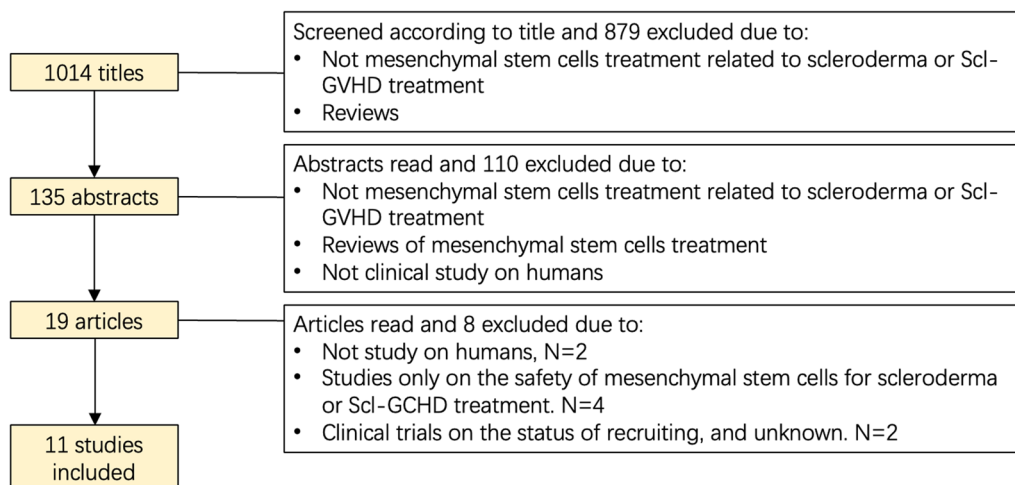 Screened according to title and 879 excluded due to:
1014 titles
• Not mesenchymal stem cells treatment related to scleroderma or Scl-
GVHD treatment
• Reviews
Abstracts read and 110 excluded due to:
135 abstracts
• Not mesenchymal stem cells treatment related to scleroderma or Scl-
GVHD treatment
• Reviews of mesenchymal stem cells treatment
• Not clinical study on humans
19 articles
Articles read and 8 excluded due to:
• Not study on humans, N=2
• Studies only on the safety of mesenchymal stem cells for scleroderma
or Scl-GCHD treatment. N=4
• Clinical trials on the status of recruiting, and unknown. N=2
11 studies
included